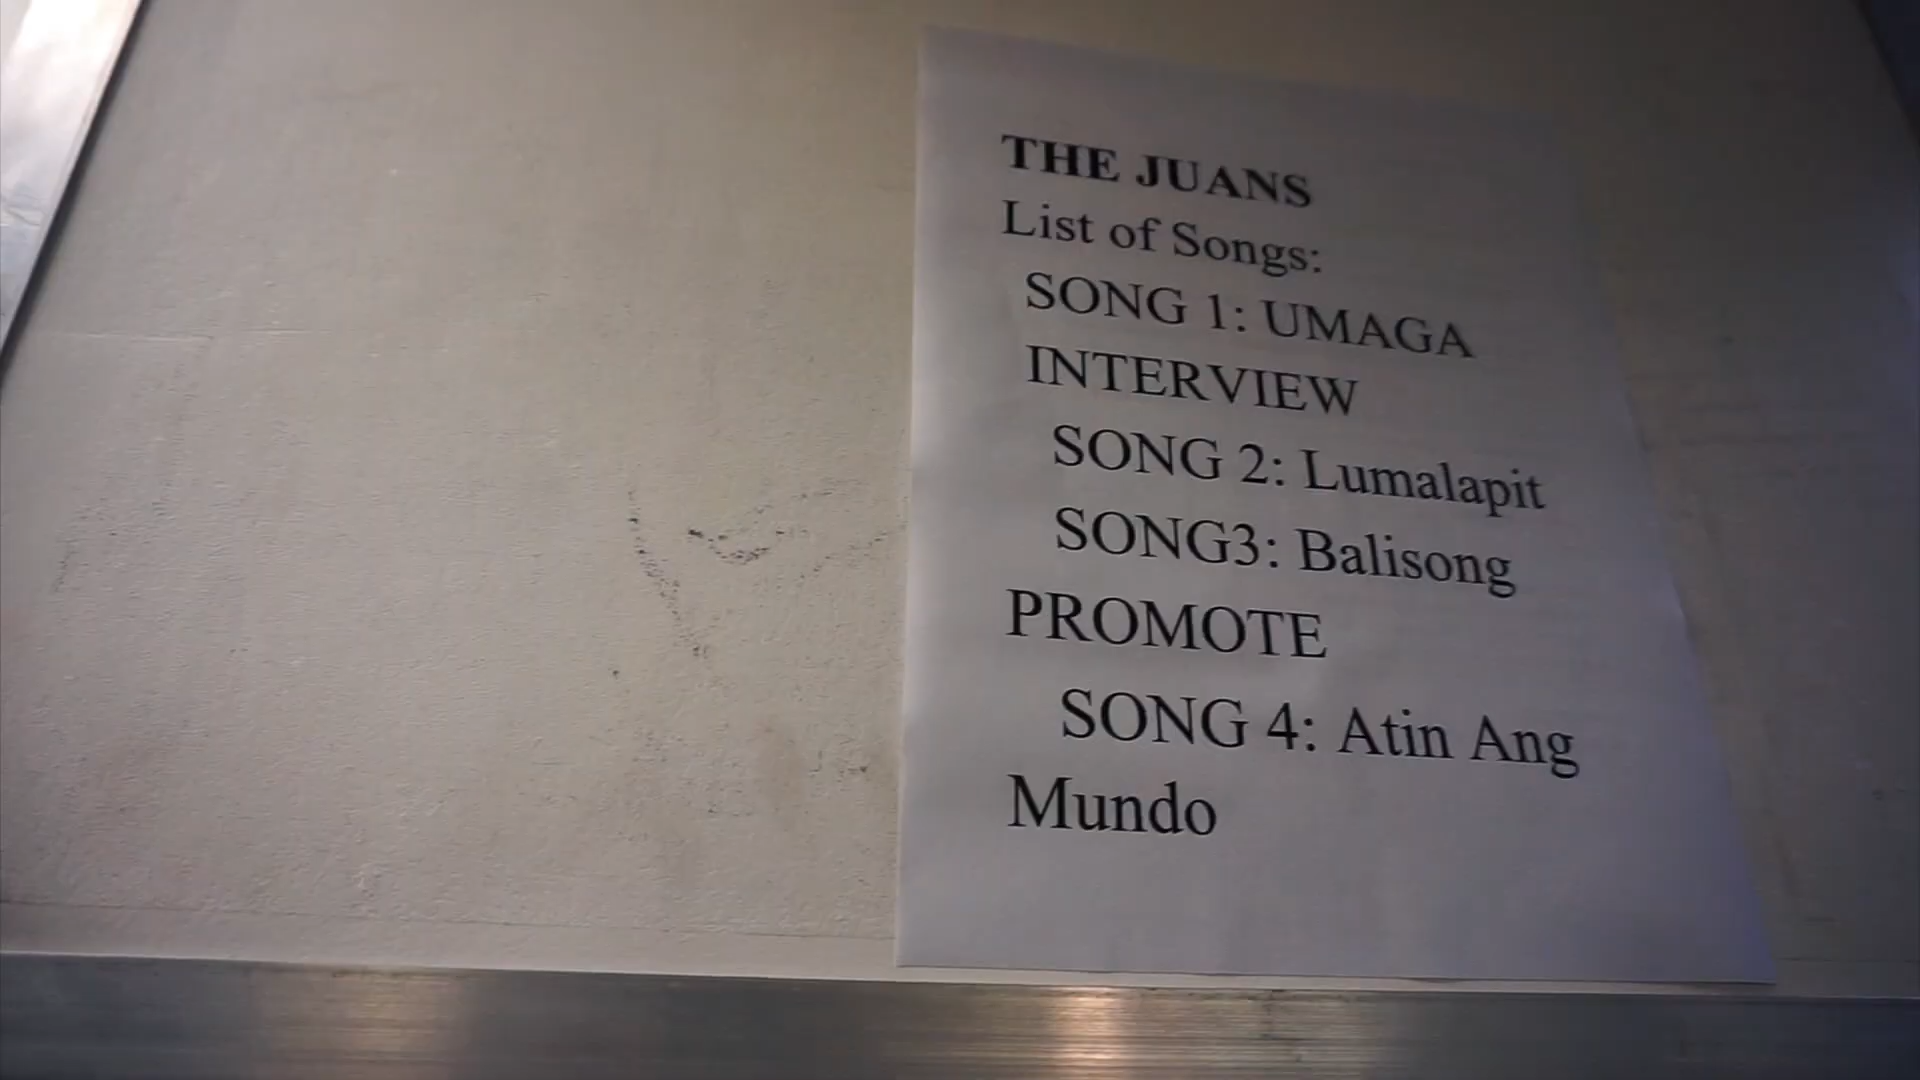 THE JUANS
List of Songs:
SONG 1: UMAGA
INTERVIEW
SONG 2: Lumalapit
SONG3: Balisong
PROMOTE
SONG 4: Atin Ang
Mundo